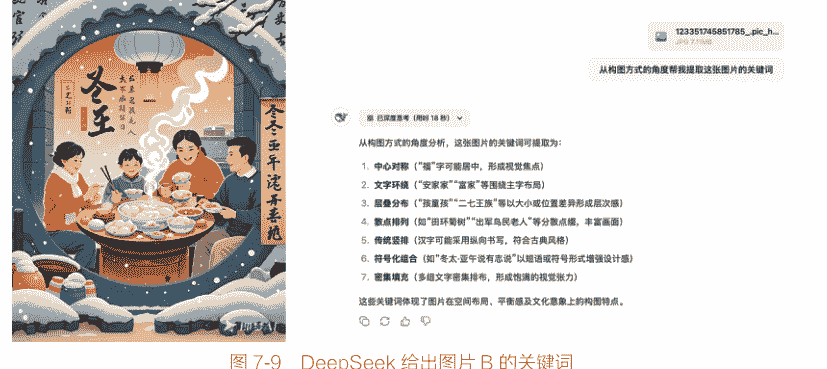 冬至
123351745851785_.pic_h...
从构图方式的角度帮我提取这张图片的关键词
已深度思考（用时 18 秒）
从构图方式的角度分析，这张图片的关键词可提取为：
1. 中心对称（“福”字可能居中，形成视觉焦点）
2. 文字环绕（“安家家”“富家”等围绕主字布局）
3. 层叠分布（“孩童孩”“二七王族”等以大小或位置差异形成层次感）
4. 散点排列（如“田环菊树”“出军鸟民老人”等分散点缀，丰富画面）
5. 传统竖排（汉字可能采用纵向书写，符合古典风格）
6. 符号化组合（如“冬太·亚午说有志说”以短语或符号形式增强设计感）
7. 密集填充（多组文字密集排布，形成饱满的视觉张力）
这些关键词体现了图片在空间布局、平衡感及文化意象上的构图特点。
图 7-9 DeepSeek 给出图片 B 的关键词